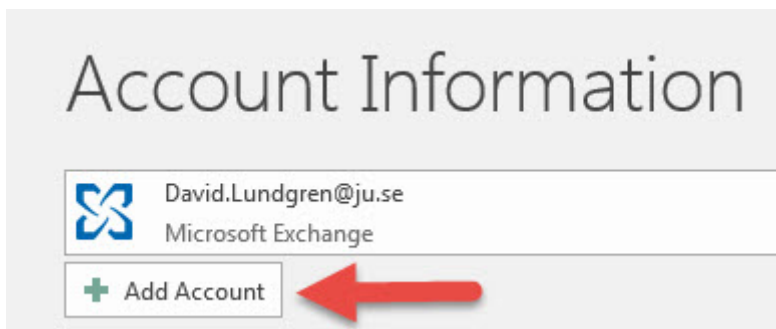 Account Information
David.Lundgren@ju.se
Microsoft Exchange
Add Account